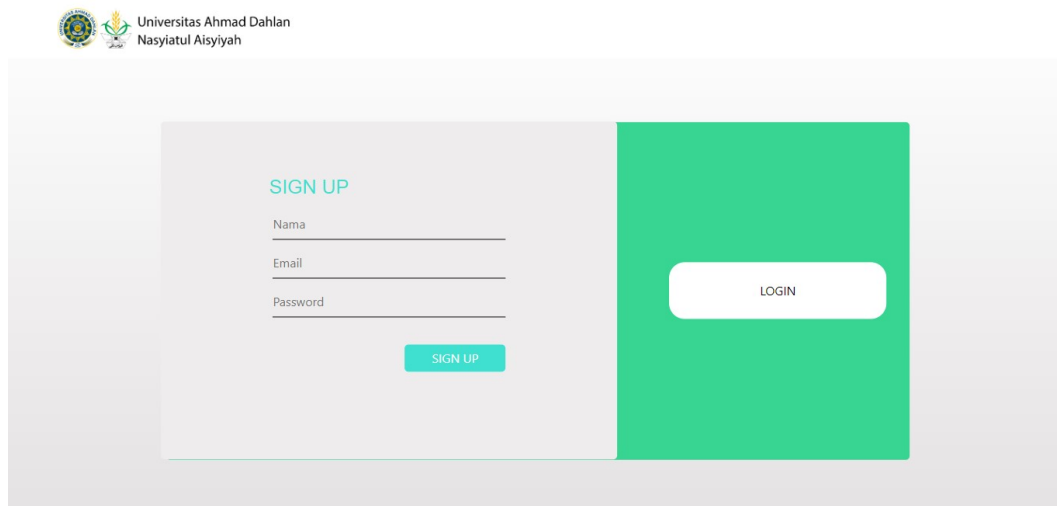 Universitas Ahmad Dahlan
Nasyiatul Aisyiyah
SIGN UP
Nama
Email
Password
SIGN UP
LOGIN